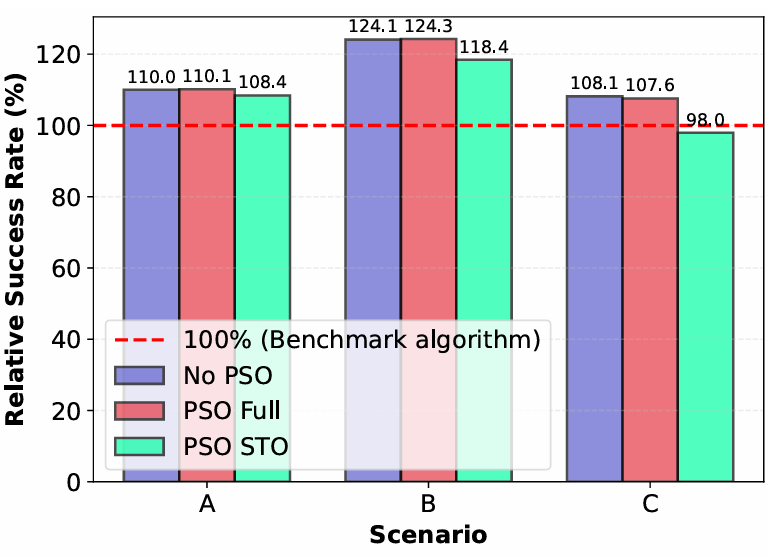 124.1 124.3
118.4
110.0 110.1 108.4
108.1 107.6
98.0
120
100
80
60
40
20
0
Relative Success Rate (%)
100% (Benchmark algorithm)
No PSO
PSO Full
PSO STO
A B C
Scenario